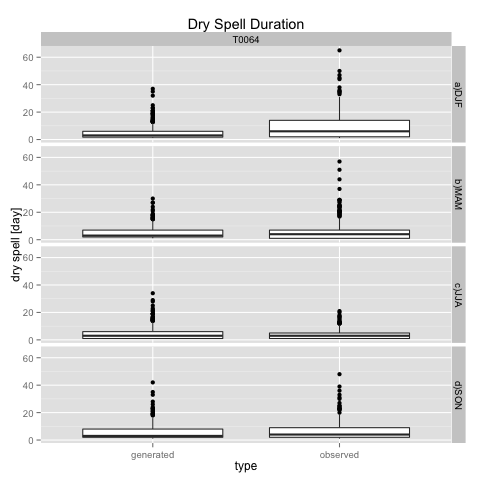 Dry Spell Duration
T0064
60
40
20
0
a)DJF
60
40
20
0
b)MAM
60
40
20
0
c)JJA
60
40
20
0
d)SON
dry spell [day]
generated
observed
type